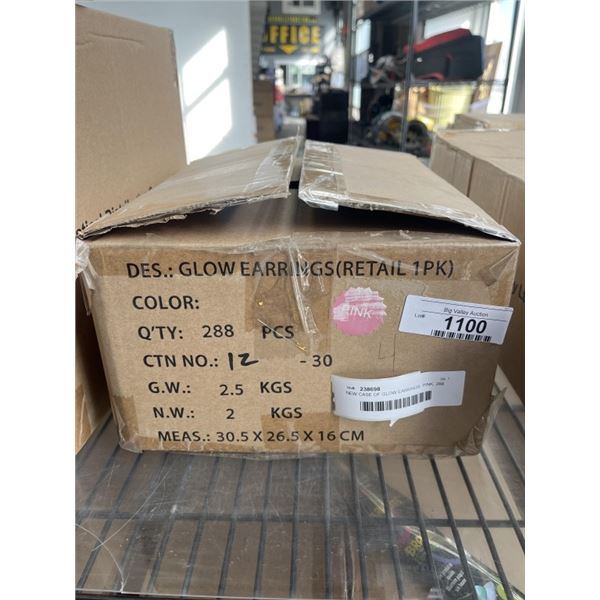 OFFICE
DES.: GLOW EARRINGS(RETAIL 1PK)
COLOR:
PINK
Q'TY: 288 PCS
CTN NO.: 12 - 30
G.W.: 2.5 KGS
N.W.: 2 KGS
MEAS.: 30.5 X 26.5 X 16 CM
Big Valley Auction
Lot# 1100
238698
NEW CASE OF GLOW EARRINGS, PINK, 288